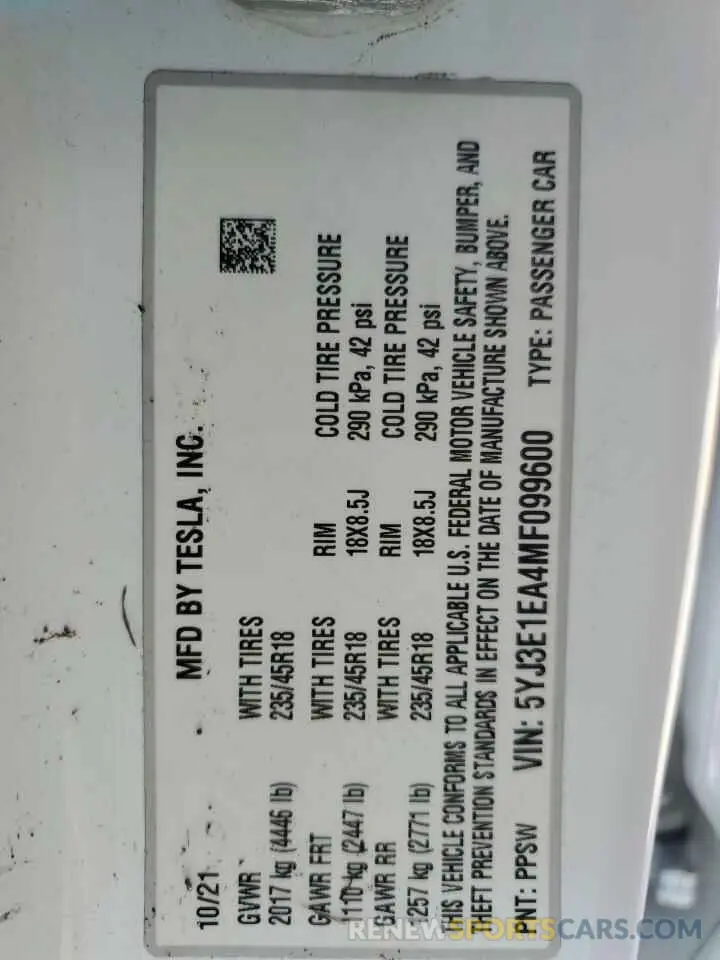 10/21 MFD BY TESLA, INC.
GVWR WITH TIRES
2017 kg (4446 lb) 235/45R18
GAWR FRT WITH TIRES RIM COLD TIRE PRESSURE
1110 kg (2447 lb) 235/45R18 18X8.5J 290 kPa, 42 psi
GAWR RR WITH TIRES RIM COLD TIRE PRESSURE
1257 kg (2771 lb) 235/45R18 18X8.5J 290 kPa, 42 psi
THIS VEHICLE CONFORMS TO ALL APPLICABLE U.S. FEDERAL MOTOR VEHICLE SAFETY, BUMPER, AND
THEFT PREVENTION STANDARDS IN EFFECT ON THE DATE OF MANUFACTURE SHOWN ABOVE.
PNT: PPSW VIN: 5YJ3E1EA4MF099600 TYPE: PASSENGER CAR
RENEWSPORTSCARS.COM